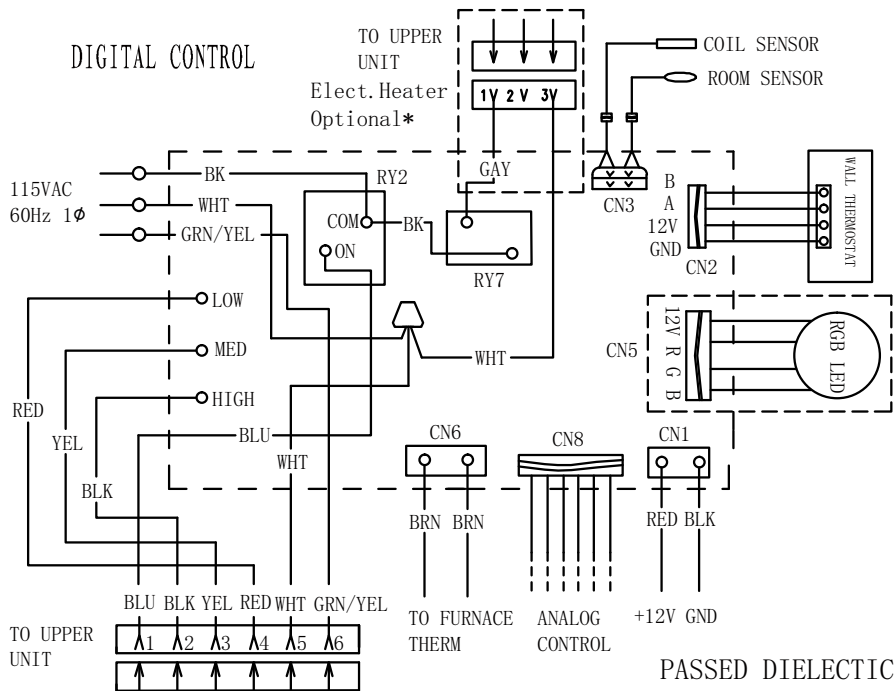 DIGITAL CONTROL
TO UPPER
UNIT
Elect.Heater
Optional*
1V 2V 3V
COIL SENSOR
ROOM SENSOR
GAY
CN3
115VAC
60Hz 1ϕ
BK
WHT
GRN/YEL
RY2
COM
ON
BK
RY7
B
A
12V
GND
CN2
WALL THERMOSTAT
LOW
MED
HIGH
WHT
CN5
12V R G B
RGB LED
RED
YEL
BLK
BLU
WHT
CN6
CN8
CN1
BRN
BRN
RED
BLK
BLU BLK YEL RED WHT GRN/YEL
TO UPPER
UNIT
1 2 3 4 5 6
TO FURNACE
THERM
ANALOG
CONTROL
+12V GND
PASSED DIELECTIC